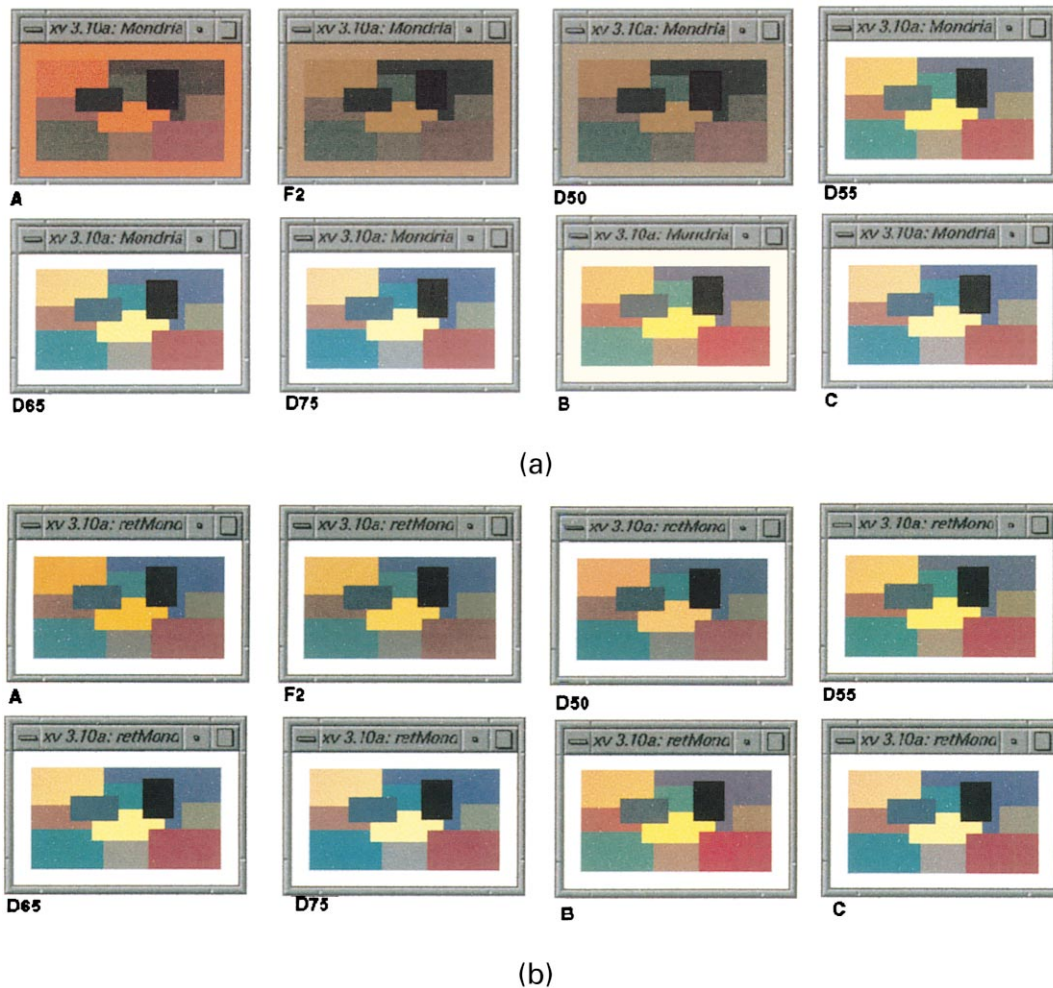 xv 3.10a: Mondria xv 3.10a: Mondria xv 3.10a: Mondria xv 3.10a: Mondria
A F2 D50 D55
xv 3.10a: Mondria xv 3.10a: Mondria xv 3.10a: Mondria xv 3.10a: Mondria
D65 D75 B C
(a)
xv 3.10a: retMond xv 3.10a: retMond xv 3.10a: retMond xv 3.10a: retMond
A F2 D50 D55
xv 3.10a: retMond xv 3.10a: retMond xv 3.10a: retMond xv 3.10a: retMond
D65 D75 B C
(b)